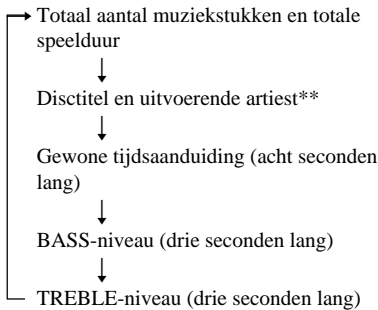 Totaal aantal muziekstukken en totale
speelduur
Disctitel en uitvoerende artiest**
Gewone tijdsaanduiding (acht seconden
lang)
BASS-niveau (drie seconden lang)
TREBLE-niveau (drie seconden lang)